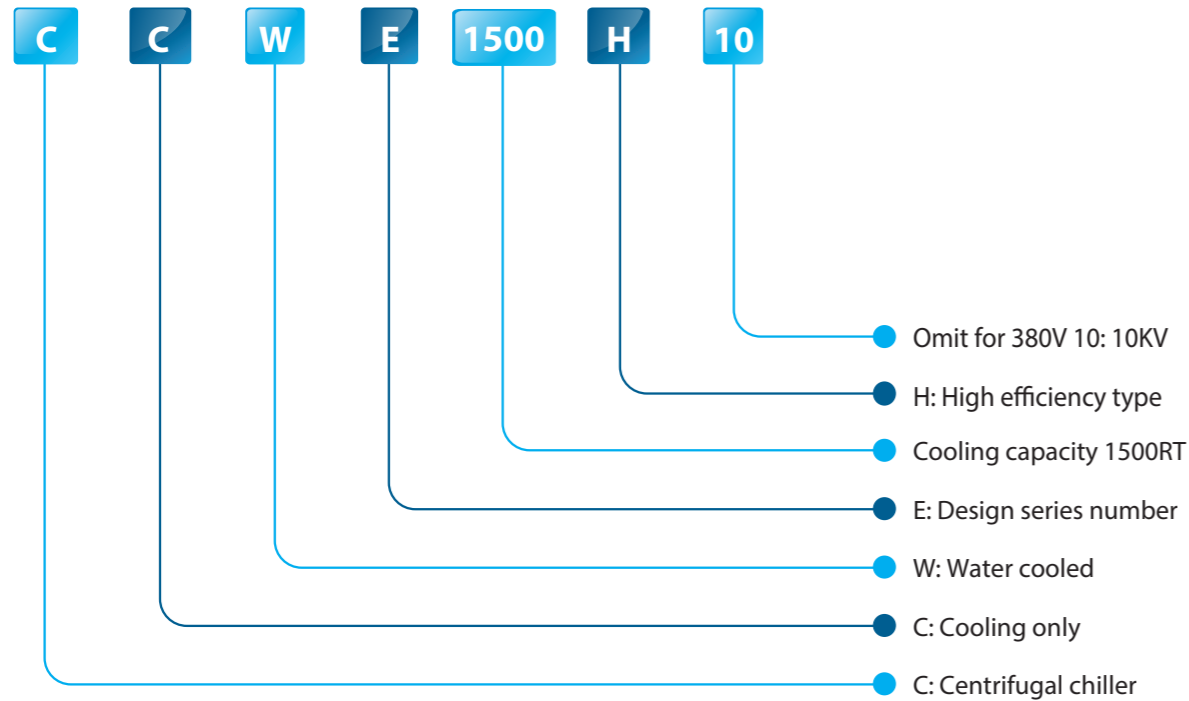 C C W E 1500 H 10
Omit for 380V 10: 10KV
H: High efficiency type
Cooling capacity 1500RT
E: Design series number
W: Water cooled
C: Cooling only
C: Centrifugal chiller